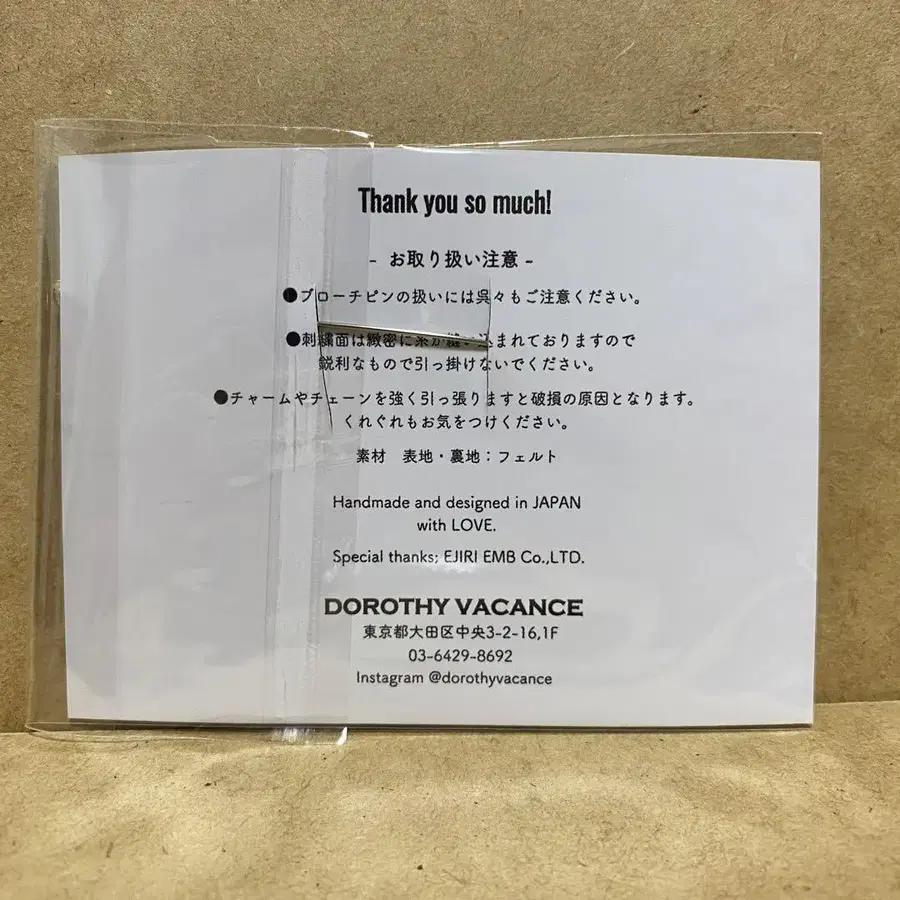 Thank you so much!
- お取り扱い注意 -
●ブローチピンの扱いには呉々もご注意ください。
●刺繍面は緻密に糸が縫い込まれておりますので
鋭利なもので引っ掛けないでください。
●チャームやチェーンを強く引っ張りますと破損の原因となります。
くれぐれもお気をつけください。
素材　表地・裏地：フェルト
Handmade and designed in JAPAN
with LOVE.
Special thanks; EJIRI EMB Co.,LTD.
DOROTHY VACANCE
東京都大田区中央3-2-16,1F
03-6429-8692
Instagram @dorothyvacance